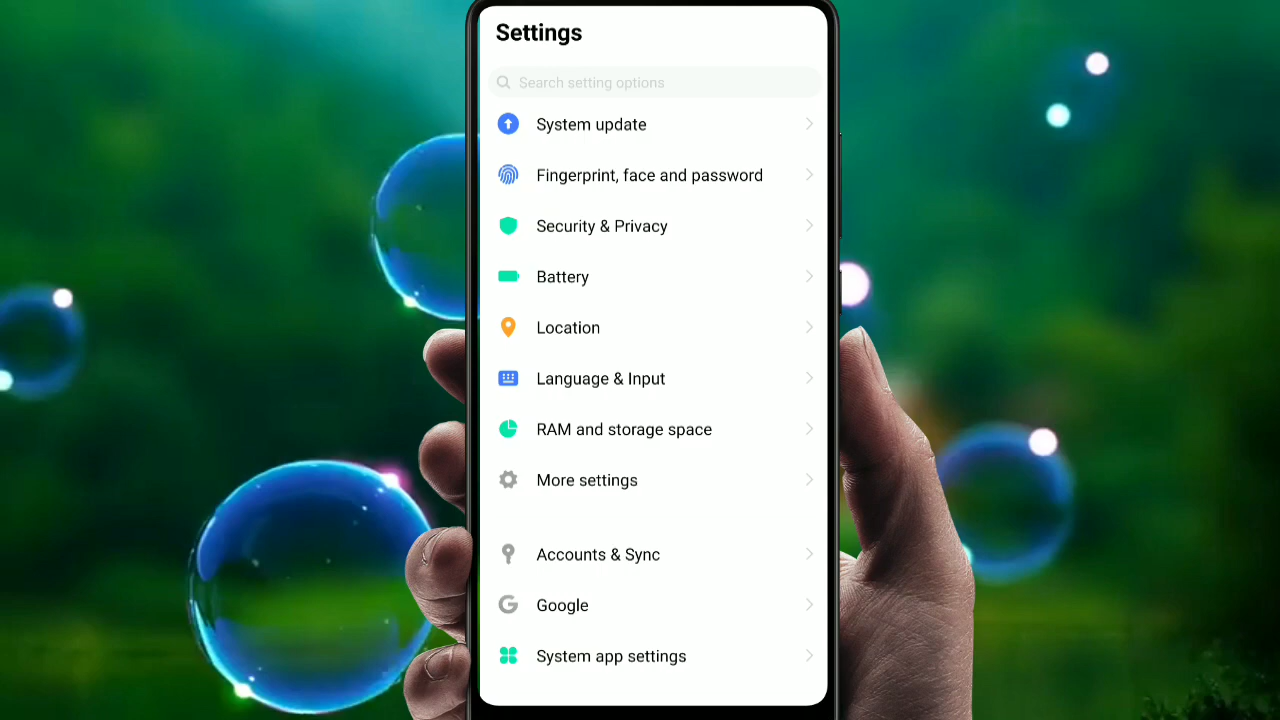 Settings
Search setting options
System update
Fingerprint, face and password
Security & Privacy
Battery
Location
Language & Input
RAM and storage space
More settings
Accounts & Sync
Google
System app settings